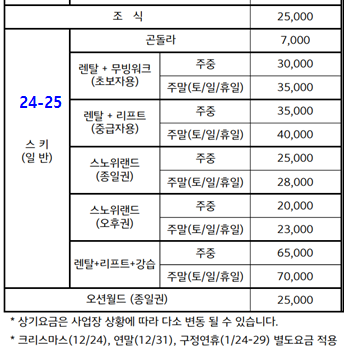 조 식 25,000
곤돌라 7,000
24-25
스 키
(일 반)
렌탈 + 무빙워크
(초보자용)
주중 30,000
주말(토/일/휴일) 35,000
렌탈 + 리프트
(중급자용)
주중 35,000
주말(토/일/휴일) 40,000
스노위랜드
(종일권)
주중 25,000
주말(토/일/휴일) 28,000
스노위랜드
(오후권)
주중 20,000
주말(토/일/휴일) 23,000
렌탈+리프트+강습
주중 65,000
주말(토/일/휴일) 70,000
오션월드 (종일권) 25,000
* 상기요금은 사업장 상황에 따라 다소 변동 될 수 있습니다.
* 크리스마스(12/24), 연말(12/31), 구정연휴(1/24-29) 별도요금 적용